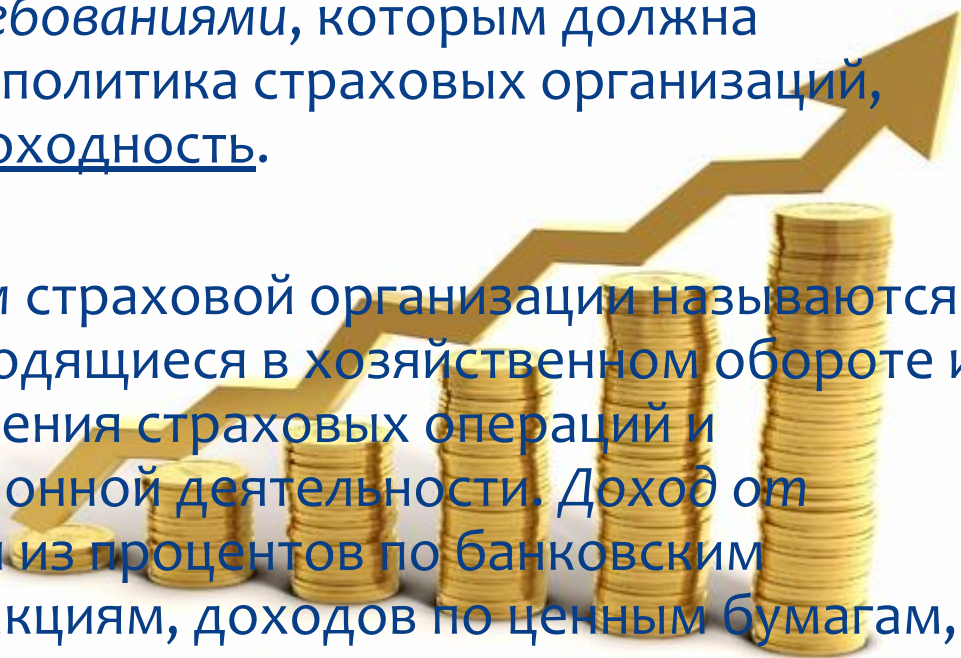 ебованиями, которым должна
политика страховых организаций,
оходность.
м страховой организации называются
одящиеся в хозяйственном обороте и
ения страховых операций и
онной деятельности. Доход от
из процентов по банковским
кциям, доходов по ценным бумагам,